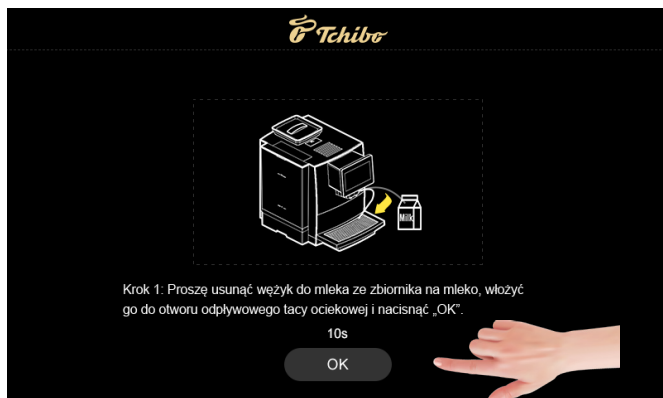 Tchibo
Milk
Krok 1: Proszę usunąć wężyk do mleka ze zbiornika na mleko, włożyć
go do otworu odpływowego tacy ociekowej i nacisnąć „OK”.
10s
OK